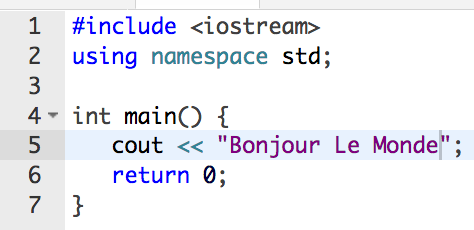 1 #include <iostream>
2 using namespace std;
3
4 int main() {
5    cout << "Bonjour Le Monde";
6    return 0;
7 }